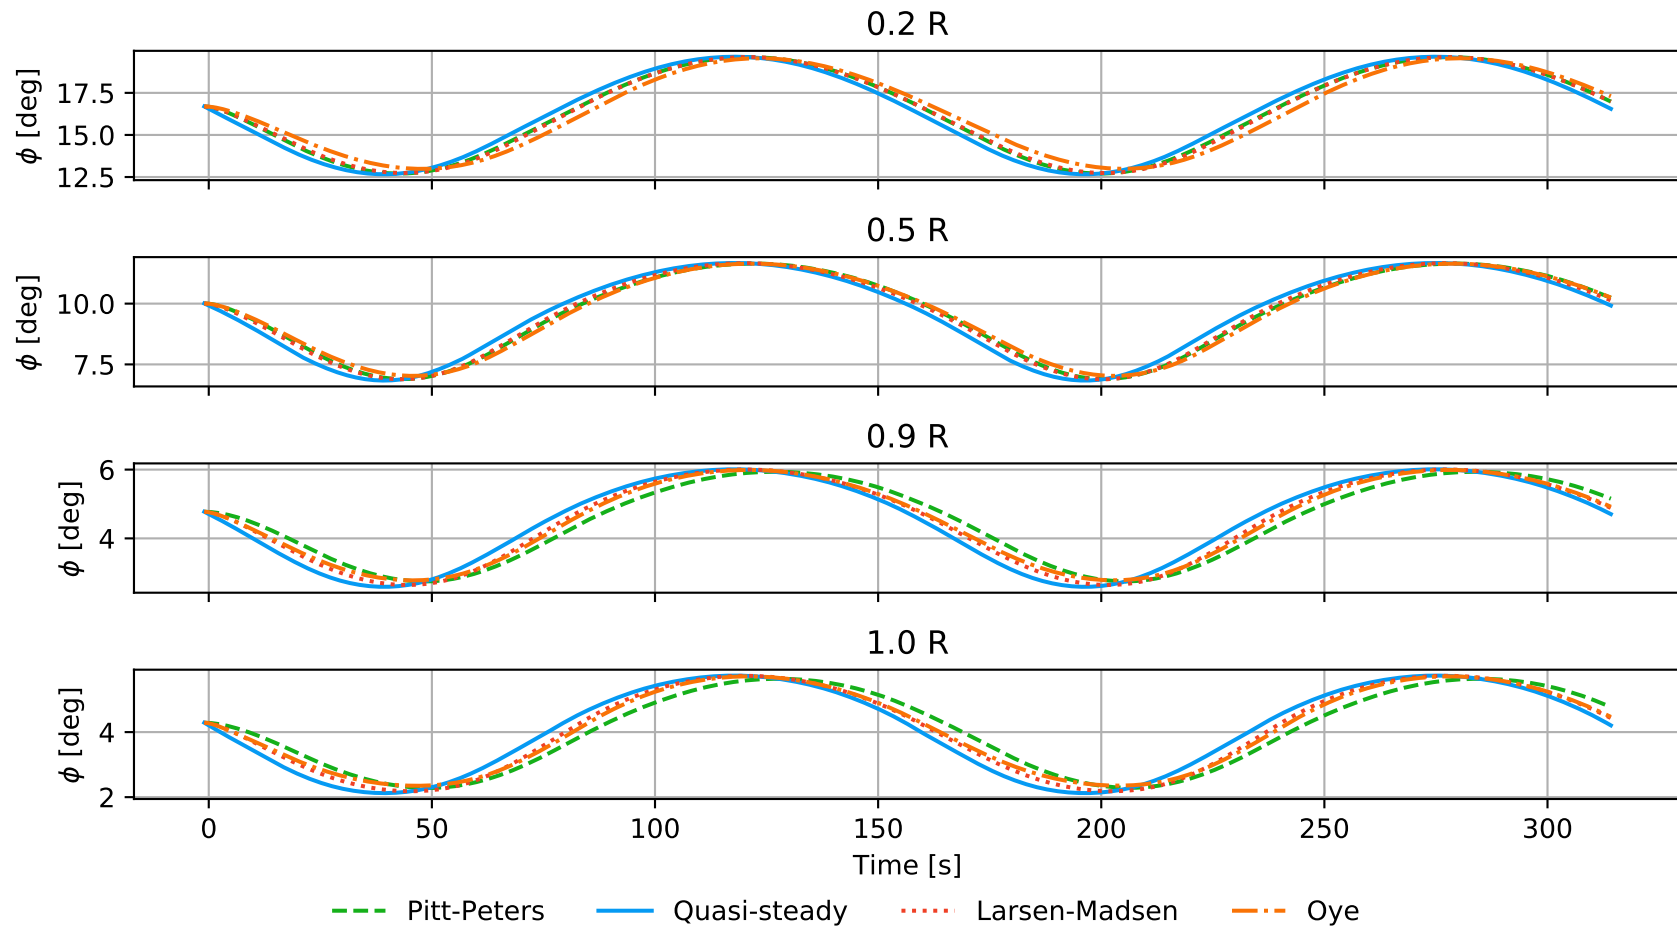 0.2 R
ϕ [deg]
17.5
15.0
12.5
0.5 R
ϕ [deg]
10.0
7.5
0.9 R
ϕ [deg]
6
4
1.0 R
ϕ [deg]
4
2
0 50 100 150 200 250 300
Time [s]
Pitt-Peters Quasi-steady Larsen-Madsen Oye